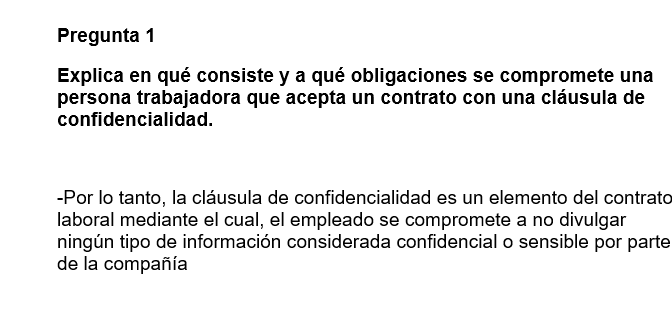 Pregunta 1
Explica en qué consiste y a qué obligaciones se compromete una
persona trabajadora que acepta un contrato con una cláusula de
confidencialidad.
-Por lo tanto, la cláusula de confidencialidad es un elemento del contrato
laboral mediante el cual, el empleado se compromete a no divulgar
ningún tipo de información considerada confidencial o sensible por parte
de la compañía